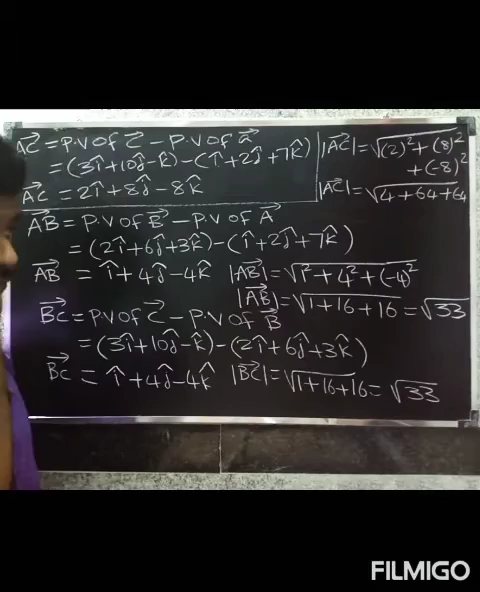 AC⃗ = P.V of C⃗ - P.V of a⃗
= (3î+10ĵ-k̂)-(î+2ĵ+7k̂)
AC⃗ = 2î+8ĵ-8k̂
|AC⃗| = √(2)²+(8)²
+(-8)²
|AC⃗| = √4+64+64
AB⃗ = P.V of B⃗ - P.V of A⃗
= (2î+6ĵ+3k̂)-(î+2ĵ+7k̂)
AB⃗ = î+4ĵ-4k̂ |AB⃗| = √1²+4²+(-4)²
|AB⃗| = √1+16+16 = √33
BC⃗ = P.V of C⃗ - P.V of B⃗
= (3î+10ĵ-k̂)-(2î+6ĵ+3k̂)
BC⃗ = î+4ĵ-4k̂ |BC⃗| = √1+16+16 = √33
FILMIGO